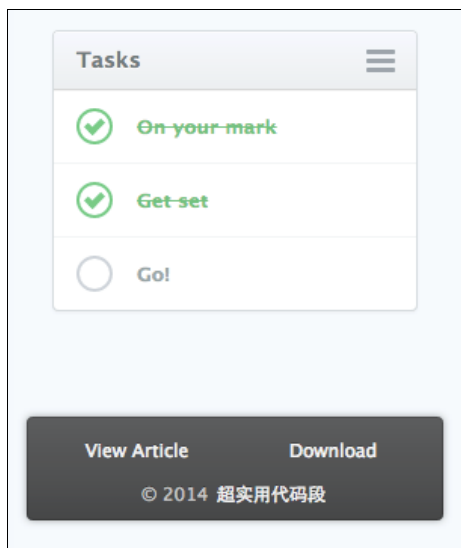 Tasks
On your mark
Get set
Go!
View Article Download
© 2014 超实用代码段